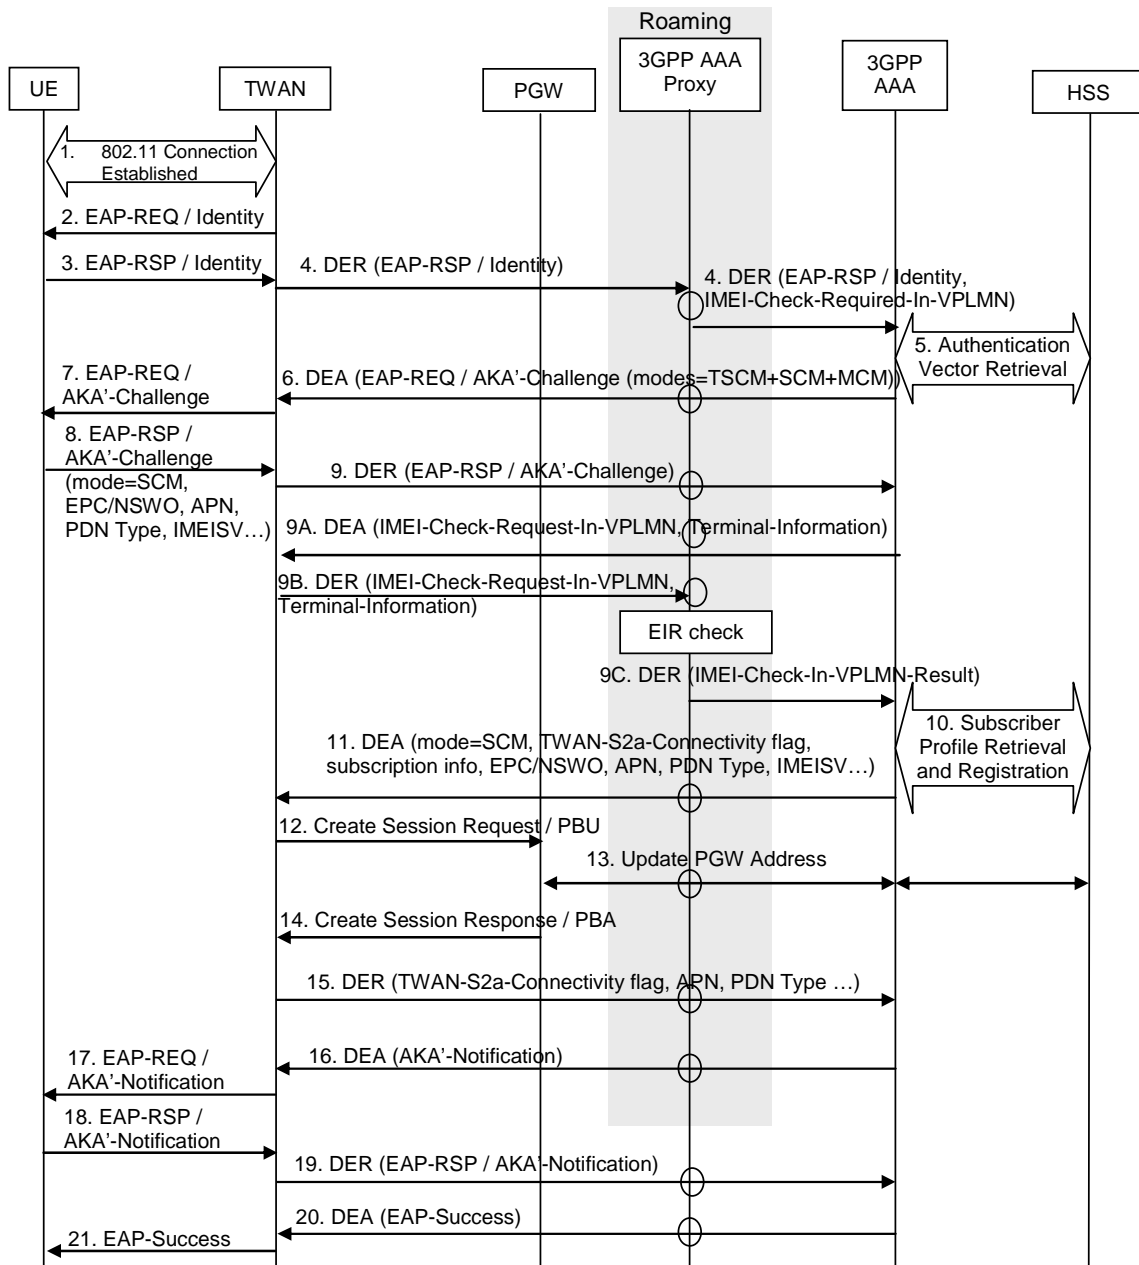 Roaming
UE
TWAN
PGW
3GPP AAA
Proxy
3GPP
AAA
HSS
1. 802.11 Connection
Established
2. EAP-REQ / Identity
3. EAP-RSP / Identity
4. DER (EAP-RSP / Identity)
4. DER (EAP-RSP / Identity,
IMEI-Check-Required-In-VPLMN)
5. Authentication
Vector Retrieval
6. DEA (EAP-REQ / AKA'-Challenge (modes=TSCM+SCM+MCM))
7. EAP-REQ /
AKA'-Challenge
8. EAP-RSP /
AKA'-Challenge
(mode=SCM,
EPC/NSWO, APN,
PDN Type, IMEISV…)
9. DER (EAP-RSP / AKA'-Challenge)
9A. DEA (IMEI-Check-Request-In-VPLMN, Terminal-Information)
9B. DER (IMEI-Check-Request-In-VPLMN,
Terminal-Information)
EIR check
9C. DER (IMEI-Check-In-VPLMN-Result)
10. Subscriber
Profile Retrieval
and Registration
11. DEA (mode=SCM, TWAN-S2a-Connectivity flag,
subscription info, EPC/NSWO, APN, PDN Type, IMEISV…)
12. Create Session Request / PBU
13. Update PGW Address
14. Create Session Response / PBA
15. DER (TWAN-S2a-Connectivity flag, APN, PDN Type …)
16. DEA (AKA'-Notification)
17. EAP-REQ /
AKA'-Notification
18. EAP-RSP /
AKA'-Notification
19. DER (EAP-RSP / AKA'-Notification)
20. DEA (EAP-Success)
21. EAP-Success